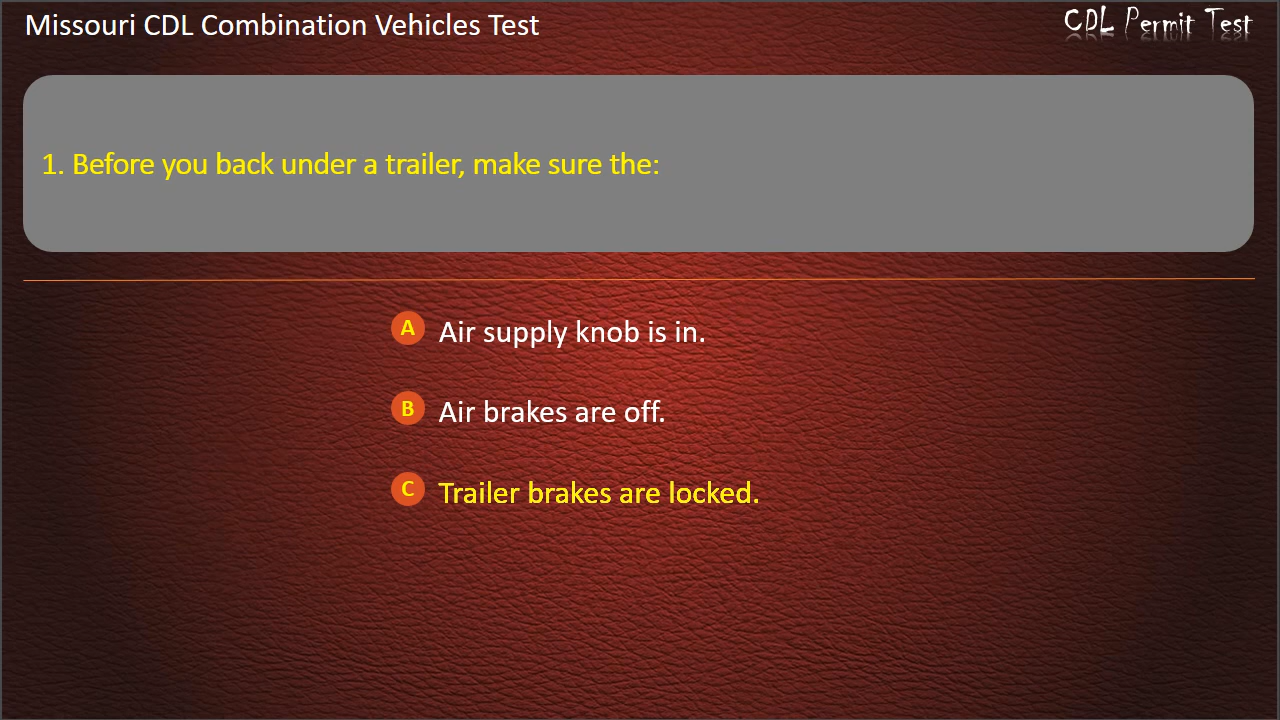 Missouri CDL Combination Vehicles Test
CDL Permit Test
1. Before you back under a trailer, make sure the:
A Air supply knob is in.
B Air brakes are off.
C Trailer brakes are locked.